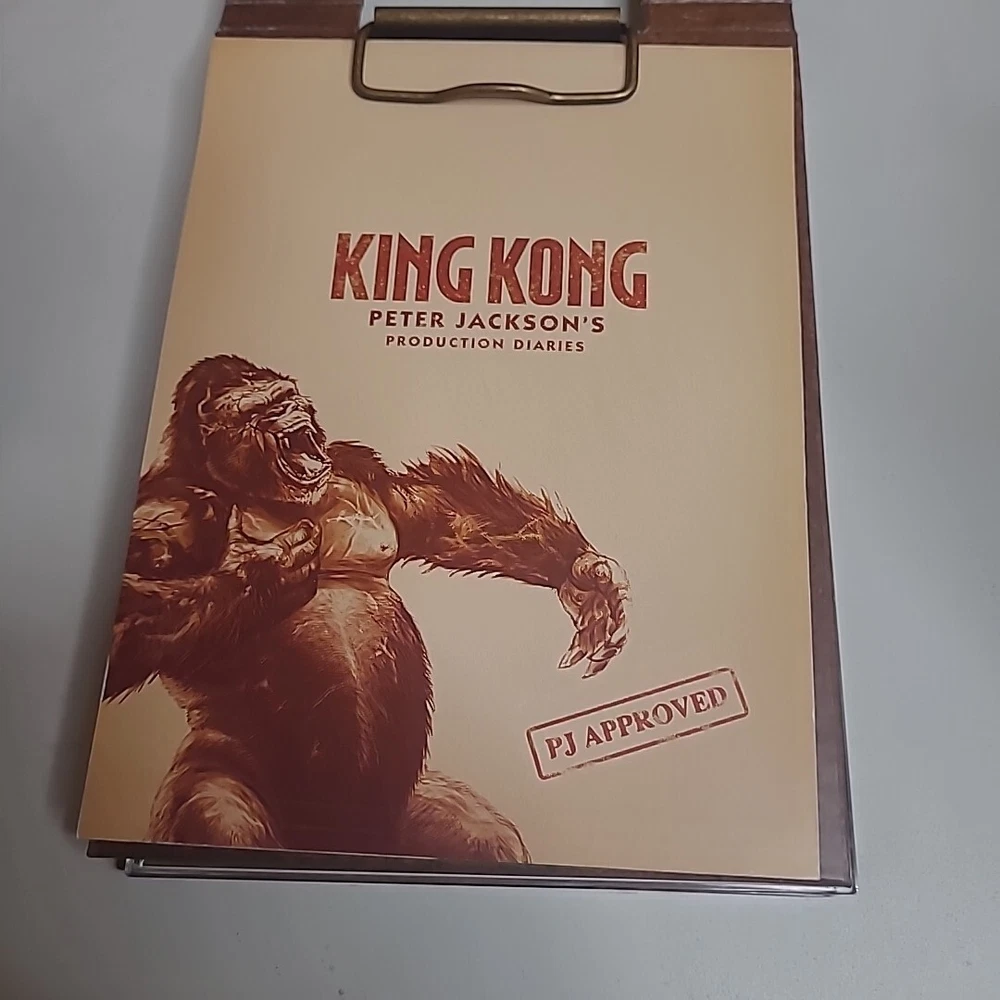 KING KONG
PETER JACKSON'S
PRODUCTION DIARIES
PJ APPROVED